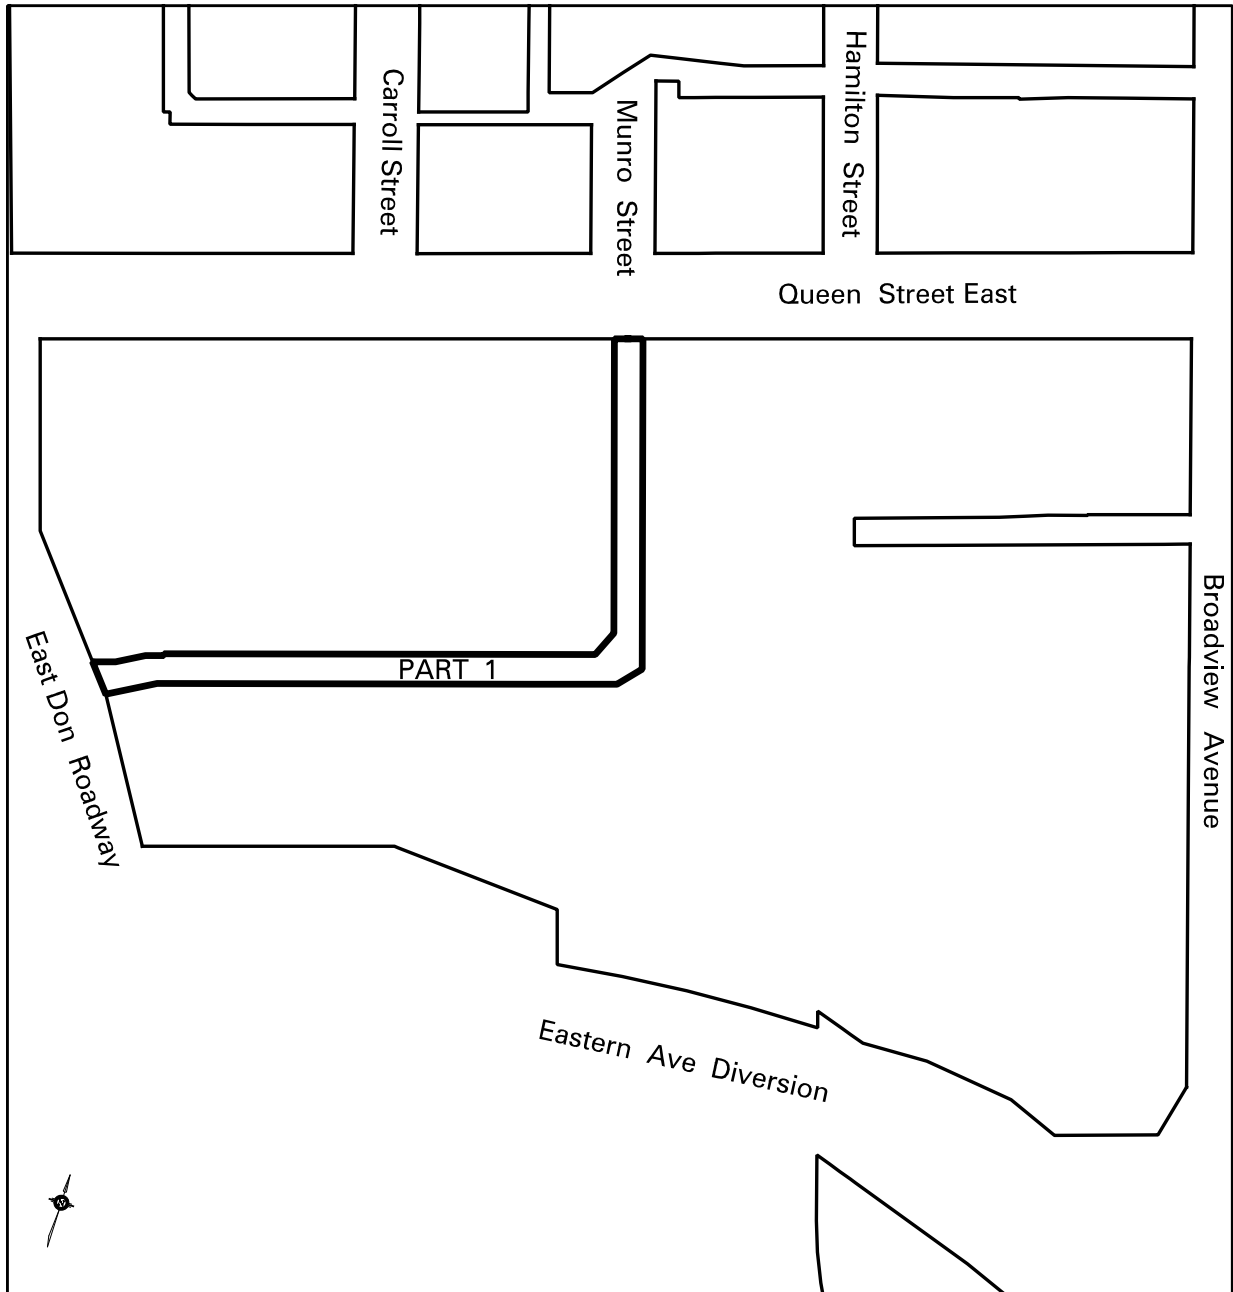 Carroll Street
Munro Street
Hamilton Street
Queen Street East
PART 1
East Don Roadway
Broadview Avenue
Eastern Ave Diversion